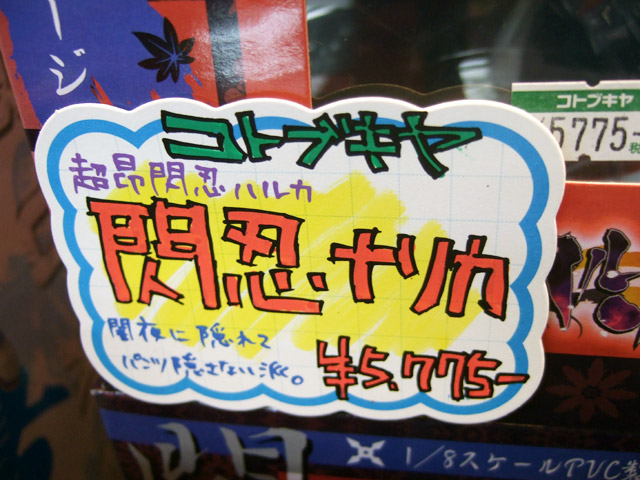 ージ
コトブキヤ
¥5775
税
コトブキヤ
超昂閃忍ハルカ
閃忍・ナリカ
闇夜に隠れて
パンツ隠さない派。
¥5,775-
1/8スケールPVC